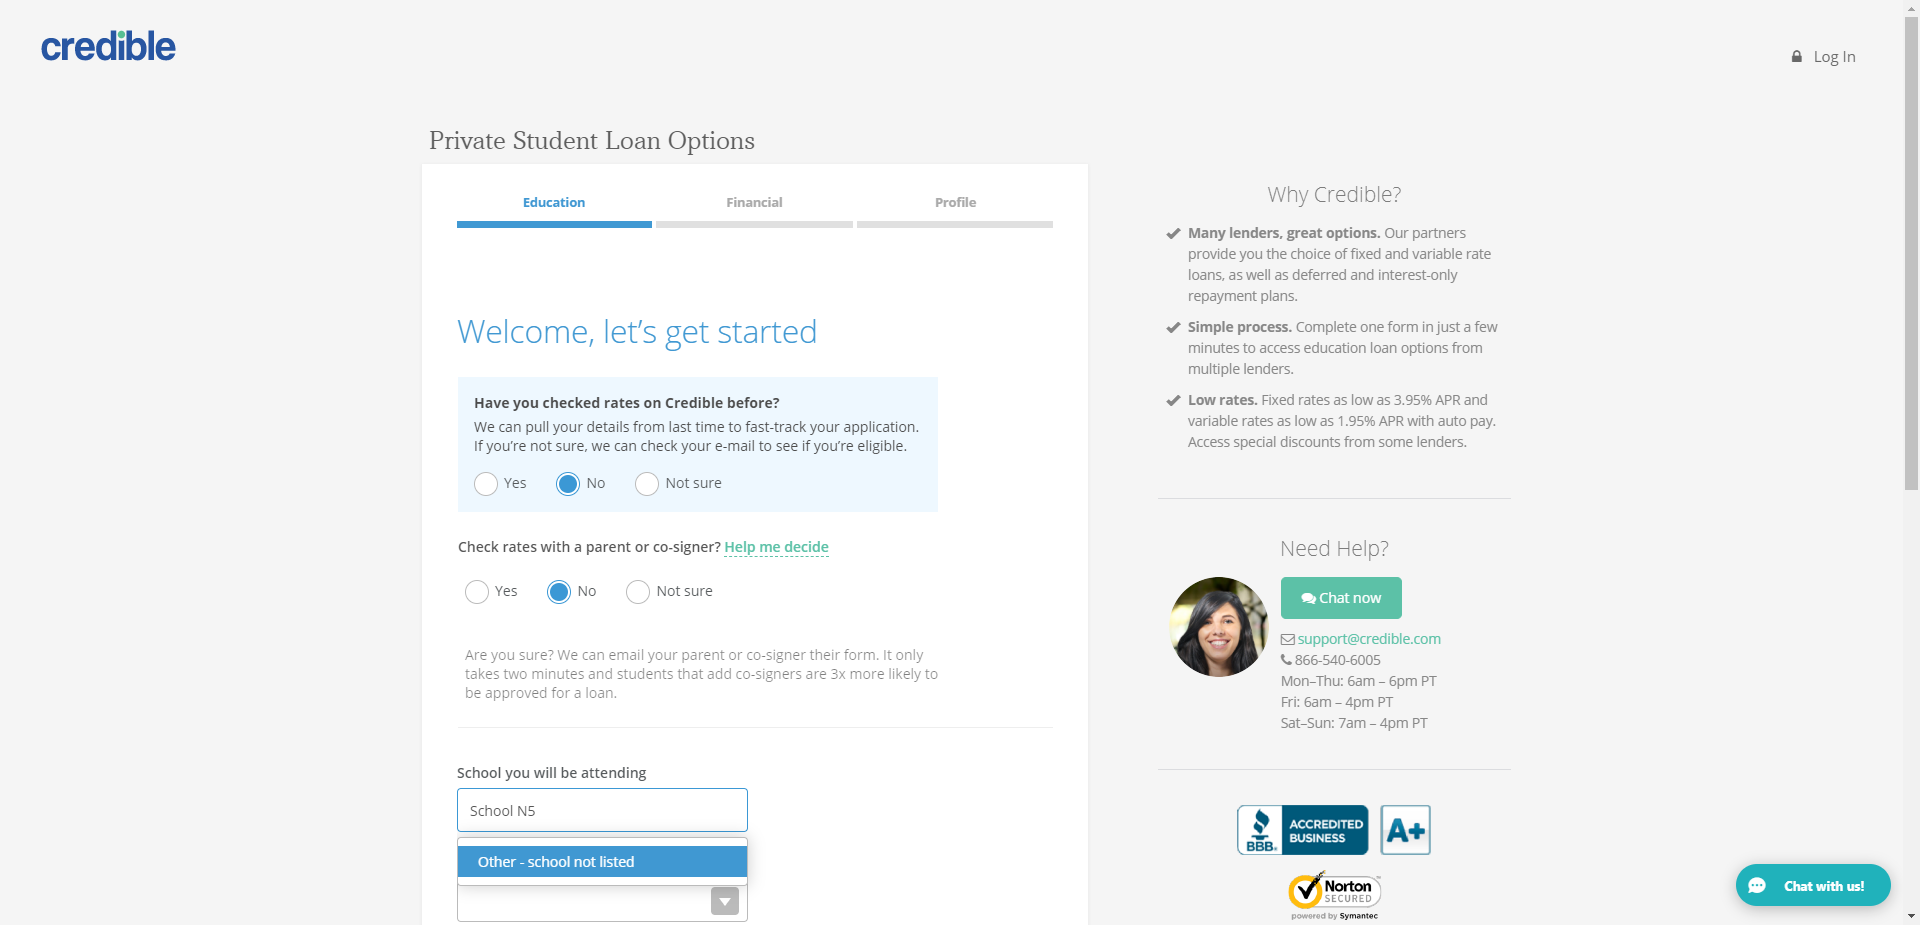 credible
Log In
Private Student Loan Options
Education
Financial
Profile
Welcome, let's get started
Have you checked rates on Credible before?
We can pull your details from last time to fast-track your application.
If you're not sure, we can check your e-mail to see if you're eligible.
Yes
No
Not sure
Check rates with a parent or co-signer? Help me decide
Yes
No
Not sure
Are you sure? We can email your parent or co-signer their form. It only
takes two minutes and students that add co-signers are 3x more likely to
be approved for a loan.
School you will be attending
School N5
Other - school not listed
Why Credible?
Many lenders, great options. Our partners
provide you the choice of fixed and variable rate
loans, as well as deferred and interest-only
repayment plans.
Simple process. Complete one form in just a few
minutes to access education loan options from
multiple lenders.
Low rates. Fixed rates as low as 3.95% APR and
variable rates as low as 1.95% APR with auto pay.
Access special discounts from some lenders.
Need Help?
Chat now
support@credible.com
866-540-6005
Mon–Thu: 6am – 6pm PT
Fri: 6am – 4pm PT
Sat–Sun: 7am – 4pm PT
BBB.
ACCREDITED
BUSINESS
A+
Norton
SECURED
powered by Symantec
Chat with us!